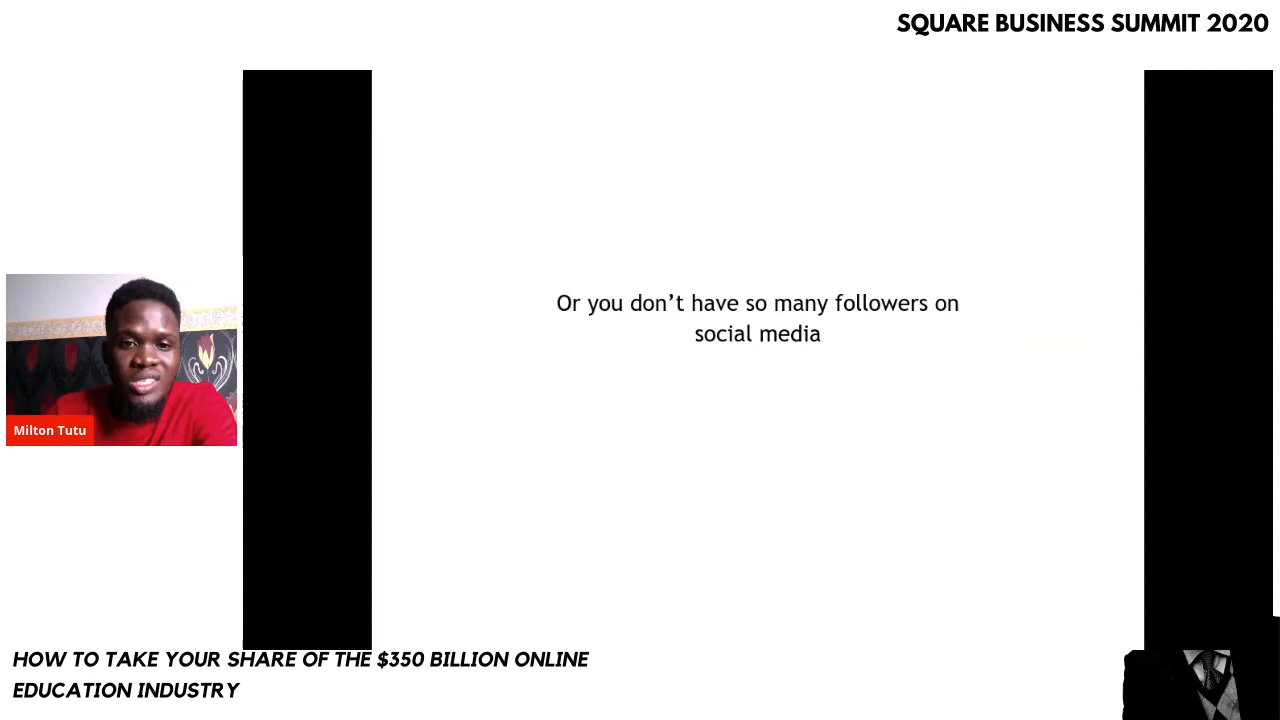 SQUARE BUSINESS SUMMIT 2020
Or you don’t have so many followers on
social media
Milton Tutu
HOW TO TAKE YOUR SHARE OF THE $350 BILLION ONLINE
EDUCATION INDUSTRY